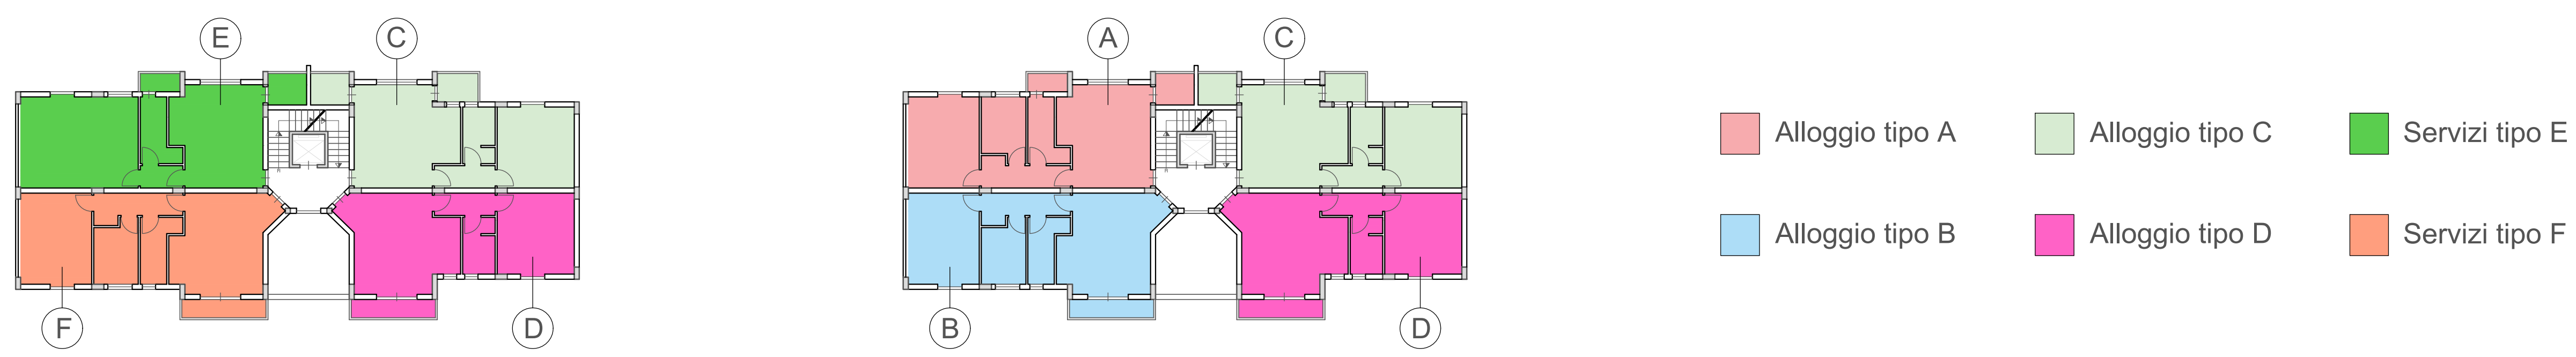 E
C
F
D
A
C
B
D
Alloggio tipo A
Alloggio tipo C
Servizi tipo E
Alloggio tipo B
Alloggio tipo D
Servizi tipo F